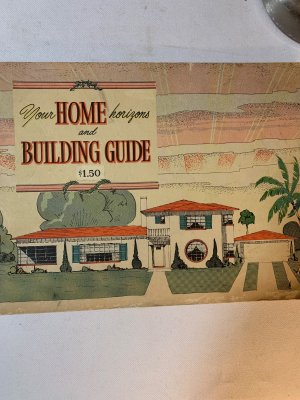 Your HOME horizons
and
BUILDING GUIDE
$1.50